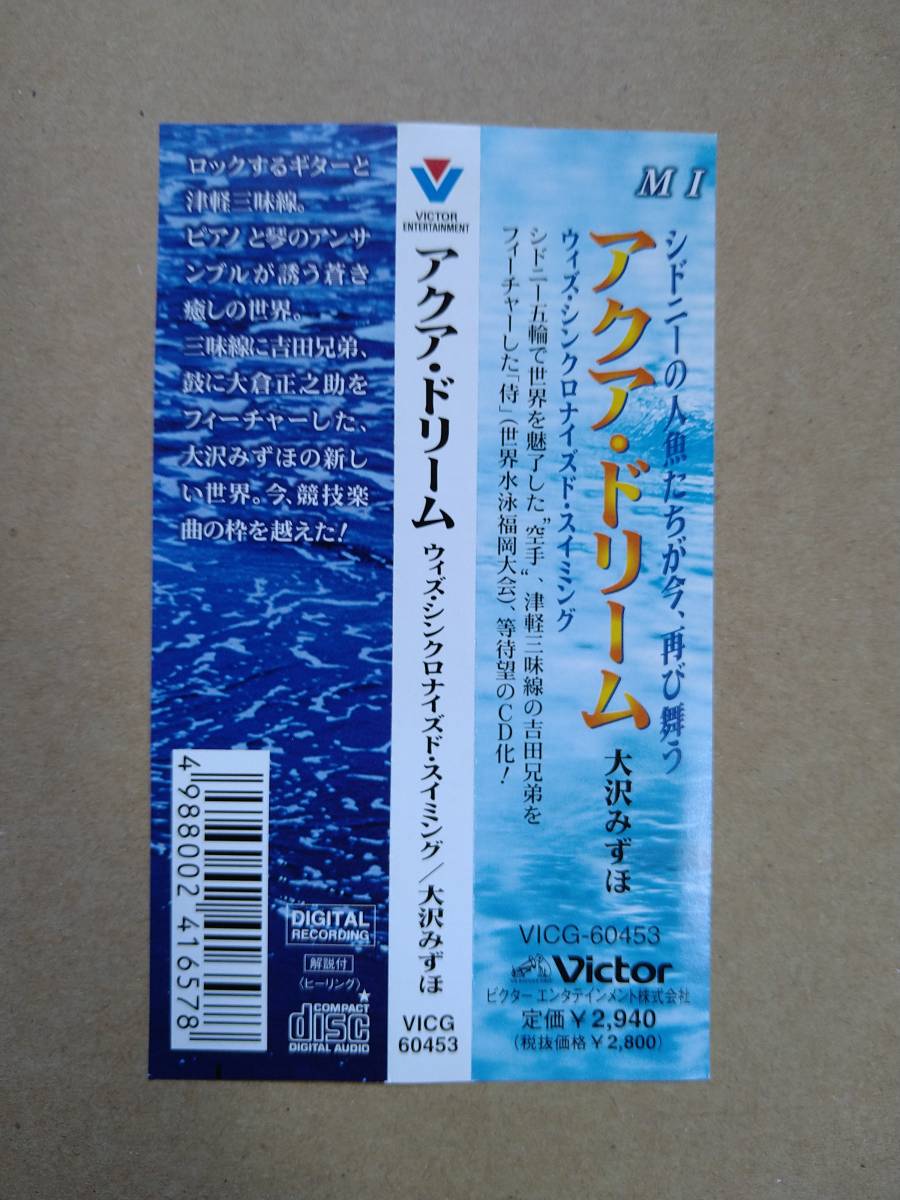 M I
シドニーの人魚たちが今、再び舞う
アクア・ドリーム
大沢みずほ
ウィズ・シンクロナイズド・スイミング
シドニー五輪で世界を魅了した"空手"、津軽三味線の吉田兄弟を
フィーチャーした「侍」(世界水泳福岡大会)、等待望のCD化!
VICG-60453
Victor
ビクター エンタテインメント株式会社
定価￥2,940
(税抜価格￥2,800)
VICTOR
ENTERTAINMENT
アクア・ドリーム ウィズ・シンクロナイズド・スイミング/大沢みずほ
VICG
60453
ロックするギターと
津軽三味線。
ピアノと琴のアンサ
ンブルが誘う蒼き
癒しの世界。
三味線に吉田兄弟、
鼓に大倉正之助を
フィーチャーした、
大沢みずほの新し
い世界。今、競技楽
曲の枠を越えた!
4 988002 416578
DIGITAL
RECORDING
解説付
〈ヒーリング〉
★
COMPACT
disc
DIGITAL AUDIO